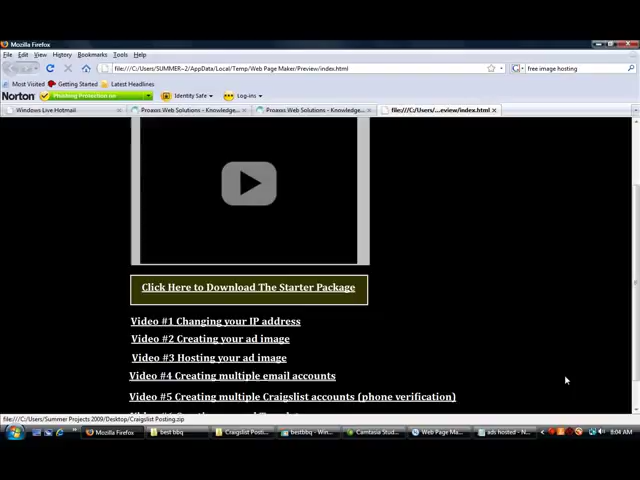 Mozilla Firefox
File Edit View History Bookmarks Tools Help
file:///C:/Users/SUMMER~2/AppData/Local/Temp/Web Page Maker/Preview/index.html
free image hosting
Most Visited Getting Started Latest Headlines
Norton Phishing Protection on Identity Safe Log-ins
Windows Live Hotmail Proaxis Web Solutions - Knowledge... Proaxis Web Solutions - Knowledge... file:///C:/Users/...eview/index.html
Click Here to Download The Starter Package
Video #1 Changing your IP address
Video #2 Creating your ad image
Video #3 Hosting your ad image
Video #4 Creating multiple email accounts
Video #5 Creating multiple Craigslist accounts (phone verification)
file:///C:/Users/Summer Projects 2009/Desktop/Craigslist Posting.zip
Mozilla Firefox best bbq Craigslist Posti... bestbbq - Win... Camtasia Stud... Web Page Ma... ads hosted - N... 8:04 AM